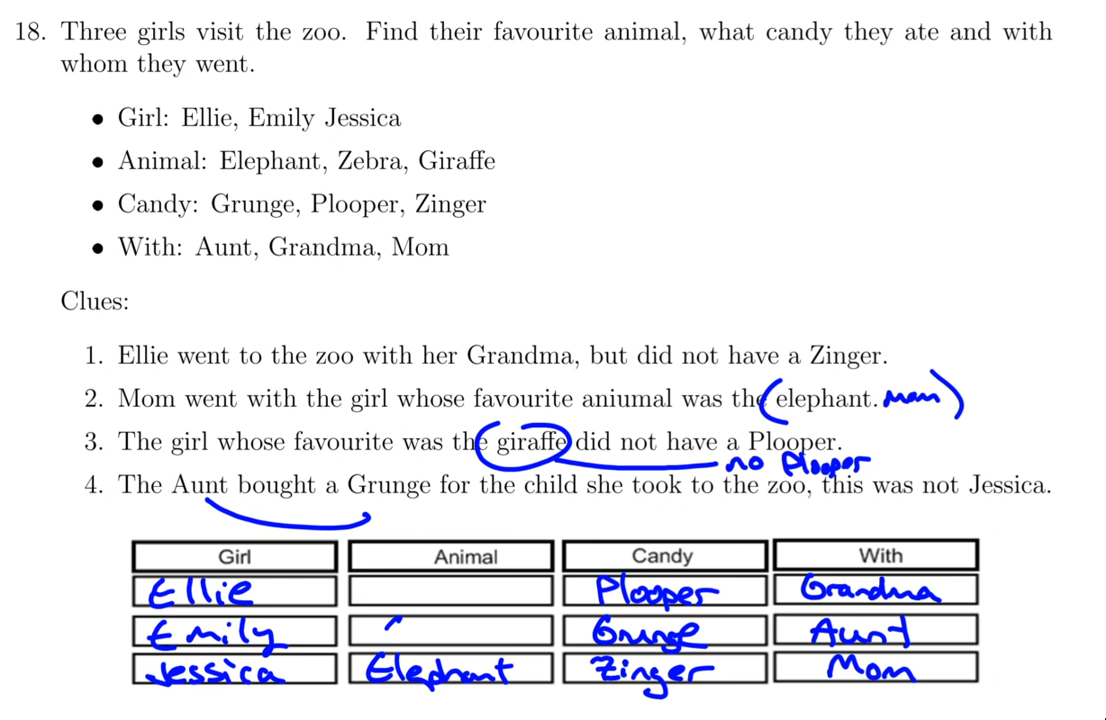 18. Three girls visit the zoo. Find their favourite animal, what candy they ate and with
whom they went.
• Girl: Ellie, Emily Jessica
• Animal: Elephant, Zebra, Giraffe
• Candy: Grunge, Plooper, Zinger
• With: Aunt, Grandma, Mom
Clues:
1. Ellie went to the zoo with her Grandma, but did not have a Zinger.
2. Mom went with the girl whose favourite aniumal was the elephant. Mom
3. The girl whose favourite was the giraffe did not have a Plooper.
no Plooper
4. The Aunt bought a Grunge for the child she took to the zoo, this was not Jessica.
Girl Animal Candy With
Ellie Plooper Grandma
Emily Grunge Aunt
Jessica Elephant Zinger Mom